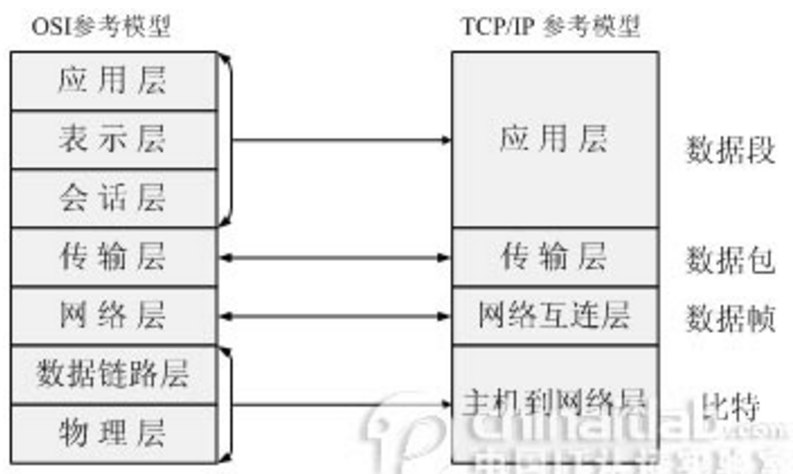 OSI参考模型
TCP/IP 参考模型
应用层
表示层
会话层
传输层
网络层
数据链路层
物理层
应用层
传输层
网络互连层
主机到网络层
数据段
数据包
数据帧
比特